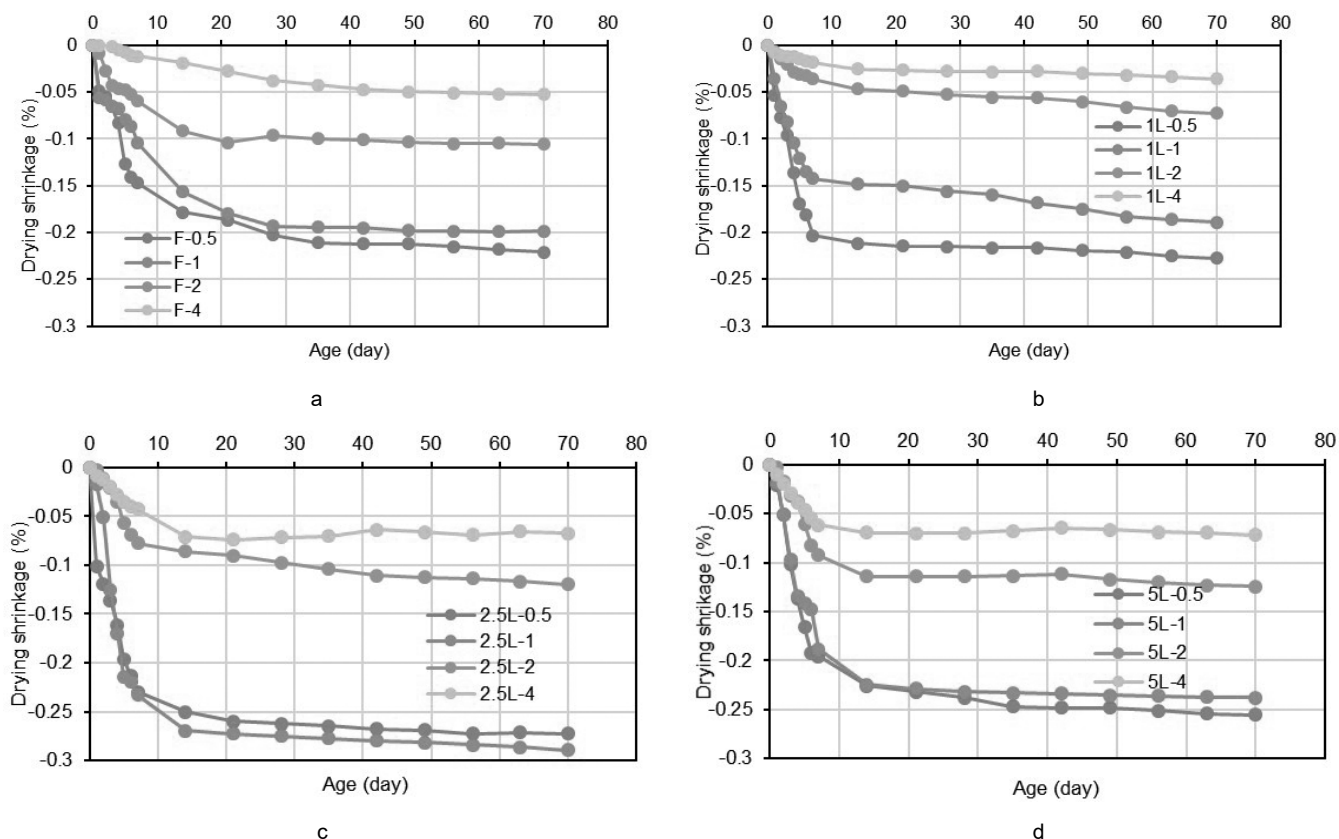 0 10 20 30 40 50 60 70 80
0
-0.05
-0.1
-0.15
-0.2
-0.25
-0.3
Drying shrinkage (%)
F-0.5
F-1
F-2
F-4
Age (day)
a
0 10 20 30 40 50 60 70 80
0
-0.05
-0.1
-0.15
-0.2
-0.25
-0.3
Drying shrinkage (%)
1L-0.5
1L-1
1L-2
1L-4
Age (day)
b
0 10 20 30 40 50 60 70 80
0
-0.05
-0.1
-0.15
-0.2
-0.25
-0.3
Drying shrinkage (%)
2.5L-0.5
2.5L-1
2.5L-2
2.5L-4
Age (day)
c
0 10 20 30 40 50 60 70 80
0
-0.05
-0.1
-0.15
-0.2
-0.25
-0.3
Drying shrikage (%)
5L-0.5
5L-1
5L-2
5L-4
Age (day)
d